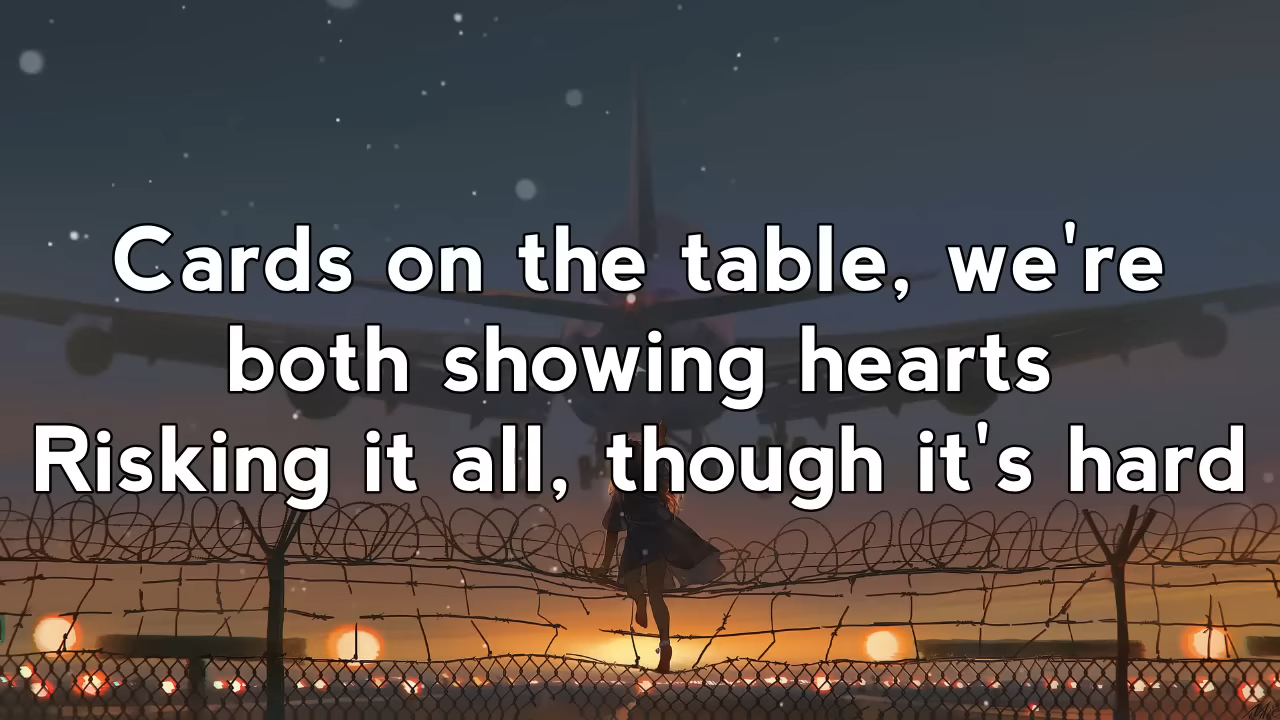 Cards on the table, we're
both showing hearts
Risking it all, though it's hard